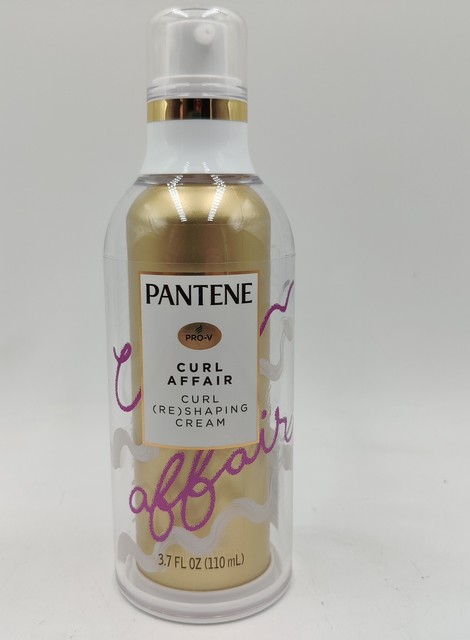 PANTENE
PRO-V
CURL
AFFAIR
CURL
(RE)SHAPING
CREAM
affair
3.7 FL OZ (110 mL)